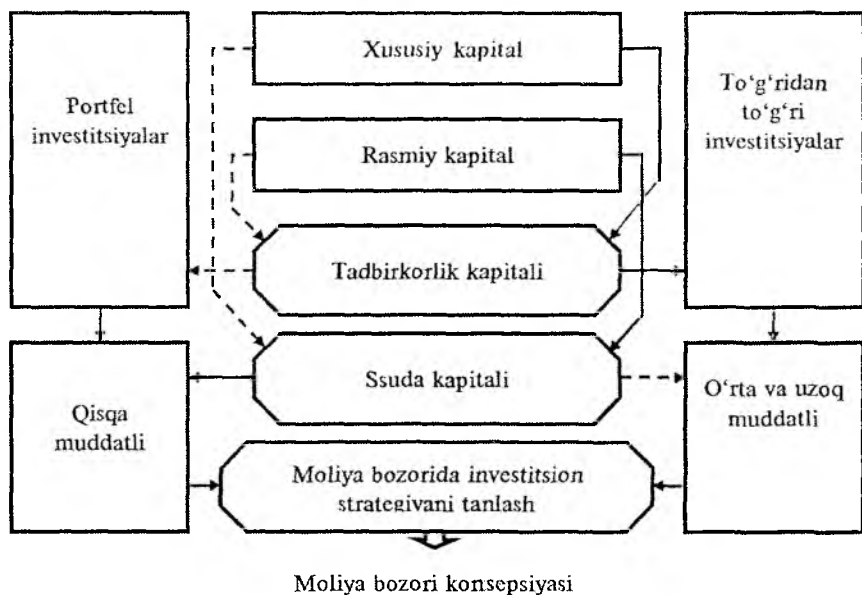 Xususiy kapital
Portfel
investitsiyalar
To‘g‘ridan
to‘g‘ri
investitsiyalar
Rasmiy kapital
Tadbirkorlik kapitali
Ssuda kapitali
Qisqa
muddatli
O‘rta va uzoq
muddatli
Moliya bozorida investitsion
strategiyani tanlash
Moliya bozori konsepsiyasi